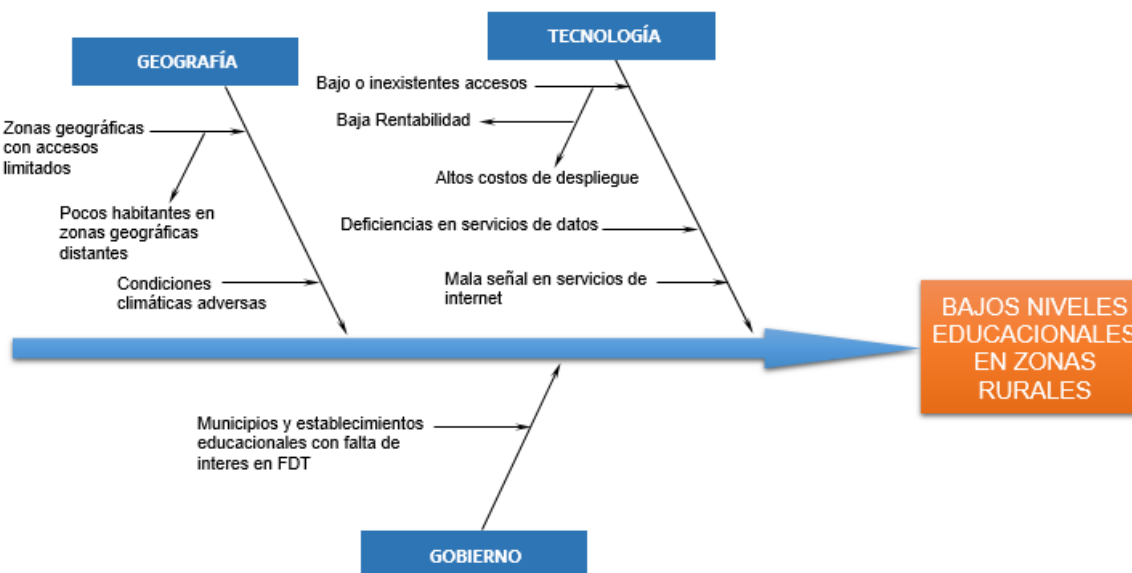 TECNOLOGÍA
GEOGRAFÍA
Bajo o inexistentes accesos
Baja Rentabilidad
Altos costos de despliegue
Zonas geográficas
con accesos
limitados
Pocos habitantes en
zonas geográficas
distantes
Condiciones
climáticas adversas
Deficiencias en servicios de datos
Mala señal en servicios de
internet
BAJOS NIVELES
EDUCACIONALES
EN ZONAS
RURALES
Municipios y establecimientos
educacionales con falta de
interes en FDT
GOBIERNO